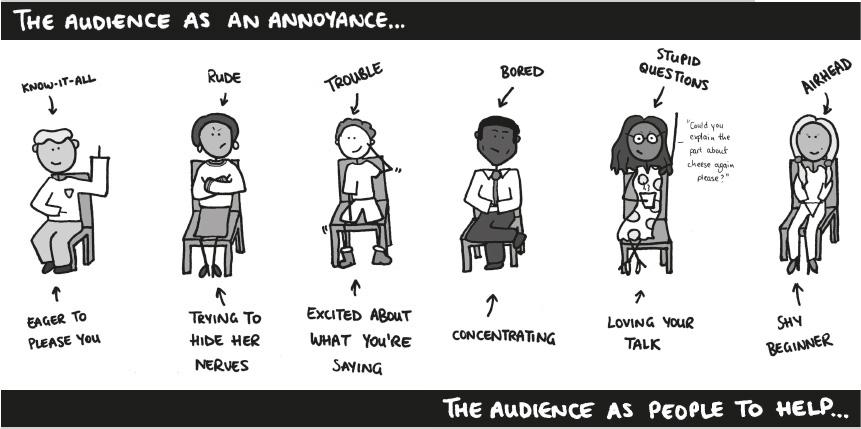 THE AUDIENCE AS AN ANNOYANCE...
KNOW-IT-ALL
RUDE
TROUBLE
BORED
STUPID
QUESTIONS
AIRHEAD
"Could you
explain the
part about
cheese again
please?"
EAGER TO
PLEASE YOU
TRYING TO
HIDE HER
NERVES
EXCITED ABOUT
WHAT YOU'RE
SAYING
CONCENTRATING
LOVING YOUR
TALK
SHY
BEGINNER
THE AUDIENCE AS PEOPLE TO HELP...